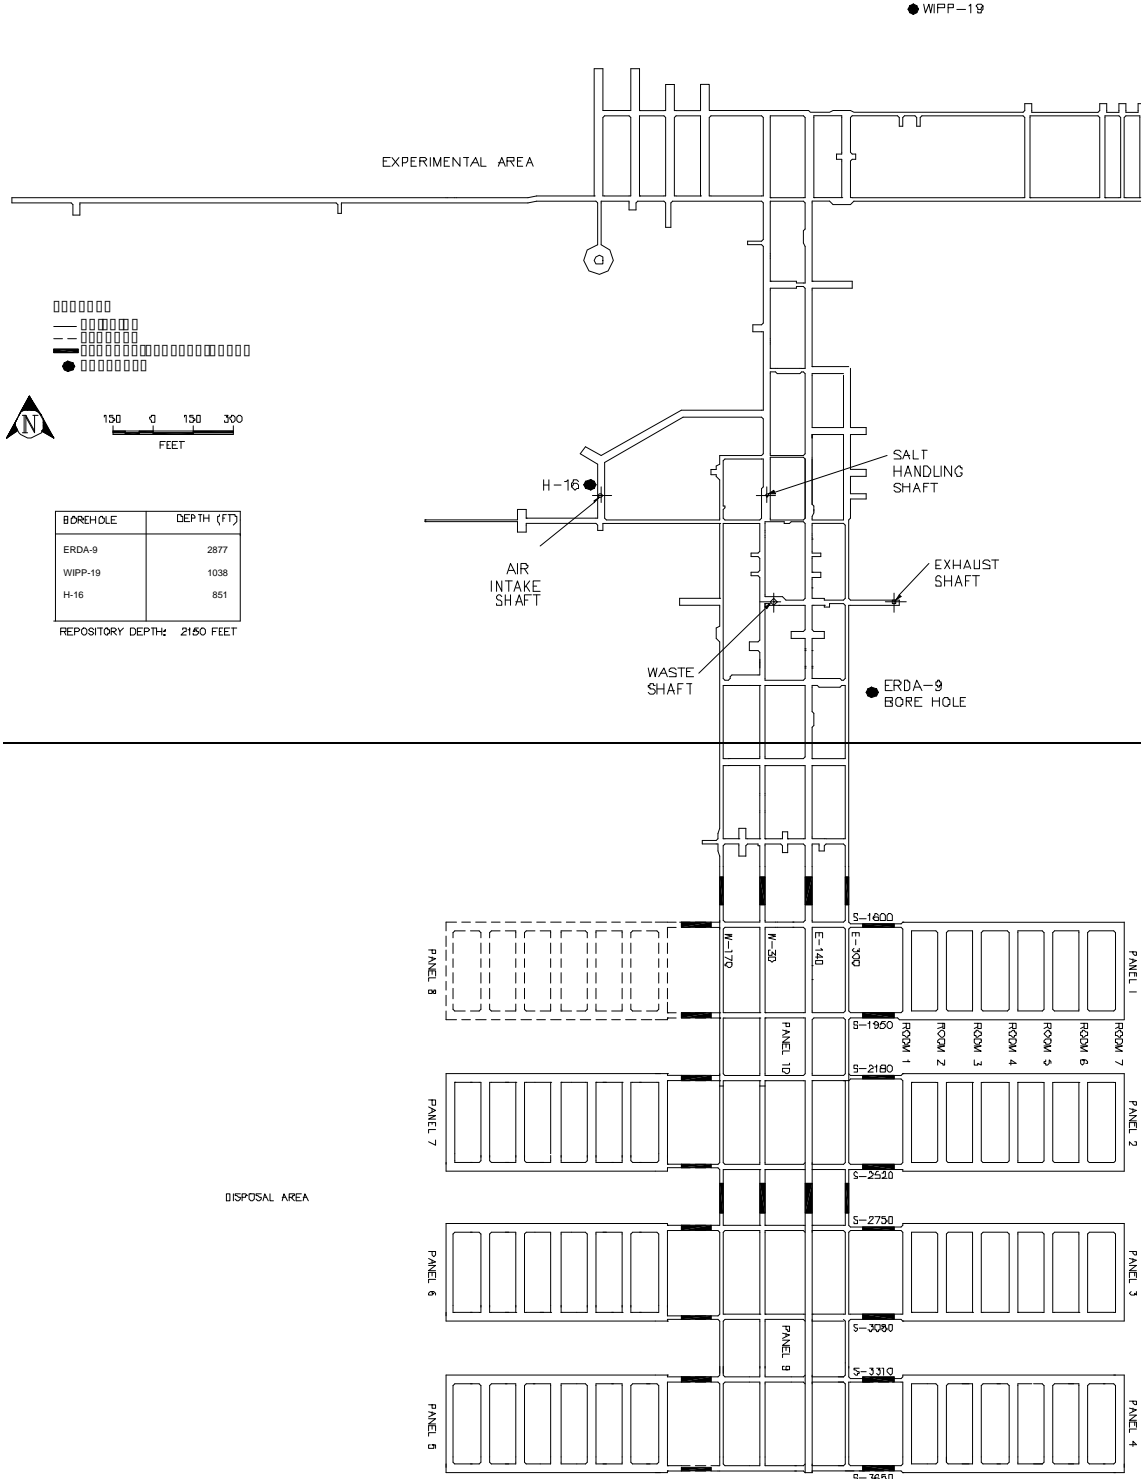 WIPP-19
EXPERIMENTAL AREA
N
150 0 150 300
FEET
SALT
HANDLING
SHAFT
H-16
BOREHOLE DEPTH (FT)
ERDA-9 2877
WIPP-19 1038
H-16 851
REPOSITORY DEPTH: 2150 FEET
AIR
INTAKE
SHAFT
EXHAUST
SHAFT
WASTE
SHAFT
ERDA-9
BORE HOLE
S-1600
W-170
W-30
E-140
E-300
PANEL 8
PANEL 1
S-1950
PANEL 10
ROOM 1
ROOM 2
ROOM 3
ROOM 4
ROOM 5
ROOM 6
ROOM 7
S-2180
PANEL 7
PANEL 2
S-2520
DISPOSAL AREA
S-2750
PANEL 6
PANEL 3
S-3080
PANEL 9
S-3310
PANEL 5
PANEL 4
S-3650